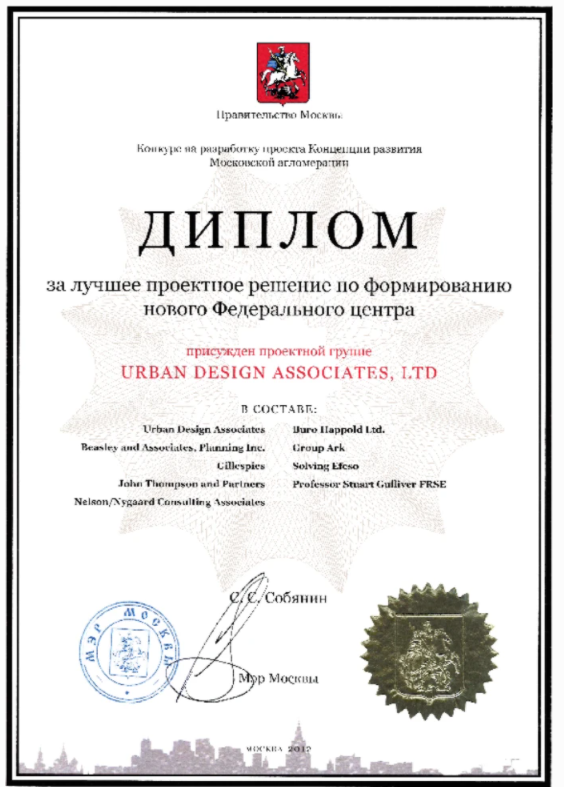 Правительство Москвы
Конкурс на разработку проекта Концепции развития
Московской агломерации
ДИПЛОМ
за лучшее проектное решение по формированию
нового Федерального центра
присужден проектной группе
URBAN DESIGN ASSOCIATES, LTD
В СОСТАВЕ:
Urban Design Associates
Buro Happold Ltd.
Beasley and Associates, Planning Inc.
Group Ark
Gillespies
Solving Efeso
John Thompson and Partners
Professor Stuart Gulliver FRSE
Nelson/Nygaard Consulting Associates
С. С. Собянин
МЭР МОСКВЫ
Мэр Москвы
МОСКВА 2012